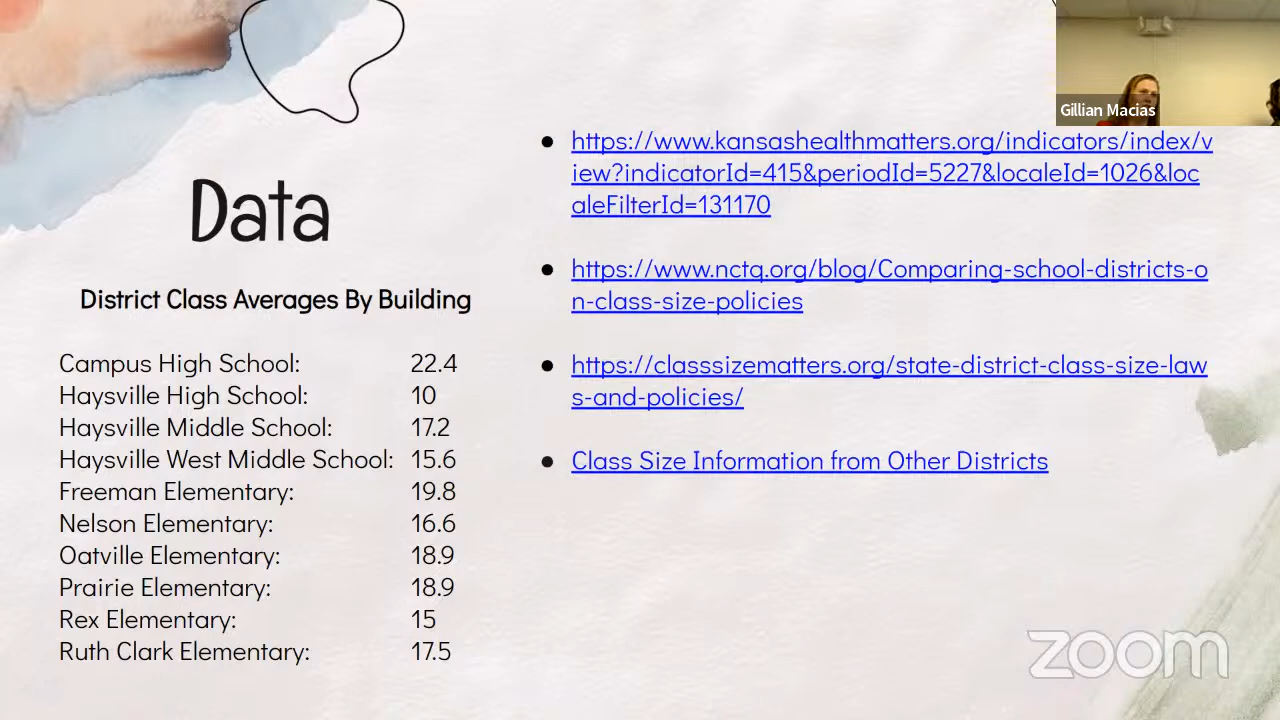 Data
District Class Averages By Building
Campus High School: 22.4
Haysville High School: 10
Haysville Middle School: 17.2
Haysville West Middle School: 15.6
Freeman Elementary: 19.8
Nelson Elementary: 16.6
Oatville Elementary: 18.9
Prairie Elementary: 18.9
Rex Elementary: 15
Ruth Clark Elementary: 17.5
https://www.kansashealthmatters.org/indicators/index/v
iew?indicatorId=415&periodId=5227&localeId=1026&loc
aleFilterId=131170
https://www.nctq.org/blog/Comparing-school-districts-o
n-class-size-policies
https://classsizematters.org/state-district-class-size-law
s-and-policies/
Class Size Information from Other Districts
Gillian Macias
zoom